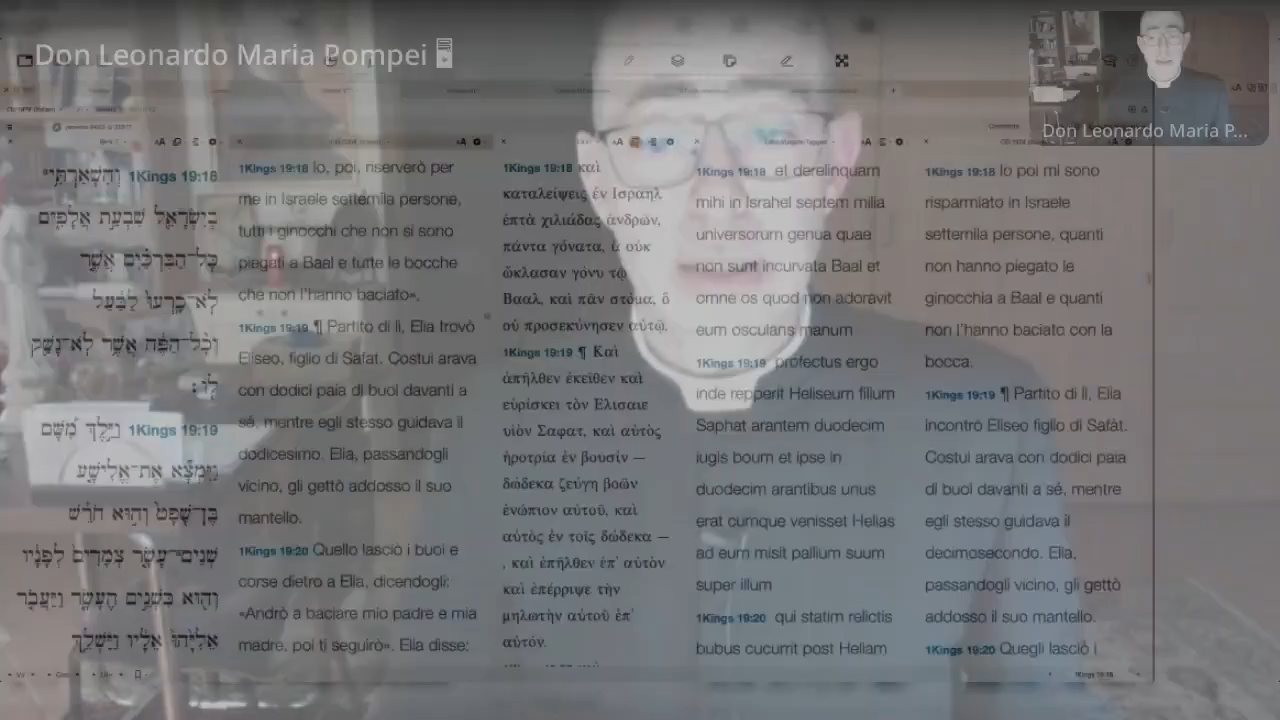 Don Leonardo Maria Pompei
Don Leonardo Maria P...
1Kings 19:18 וְהִשְׁאַרְתִּ֥י
בְיִשְׂרָאֵ֖ל שִׁבְעַ֣ת אֲלָפִ֑ים
כָּל־הַבִּרְכַּ֗יִם אֲשֶׁ֤ר
לֹֽא־כָֽרְעוּ֙ לַבַּ֔עַל
וְכָ֨ל־הַפֶּ֔ה אֲשֶׁ֥ר לֹֽא־נָשַׁ֖ק
לֽוֹ׃
1Kings 19:19 וַיֵּ֣לֶךְ מִ֠שָּׁם
וַיִּמְצָ֞א אֶת־אֱלִישָׁ֤ע
בֶּן־שָׁפָט֙ וְה֣וּא חֹרֵ֔שׁ
שְׁנֵים־עָשָׂ֤ר צְמָדִים֙ לְפָנָ֔יו
וְה֖וּא בִּשְׁנֵ֣ים הֶעָשָׂ֑ר וַיַּעֲבֹ֤ר
אֵלִיָּ֙הוּ֙ אֵלָ֔יו וַיַּשְׁלֵ֥ךְ
1Kings 19:18 Io, poi, riserverò per
me in Israele settemila persone,
tutti i ginocchi che non si sono
piegati a Baal e tutte le bocche
che non l'hanno baciato».
1Kings 19:19 ¶ Partito di lì, Elia trovò
Eliseo, figlio di Safat. Costui arava
con dodici paia di buoi davanti a
sé, mentre egli stesso guidava il
dodicesimo. Elia, passandogli
vicino, gli gettò addosso il suo
mantello.
1Kings 19:20 Quello lasciò i buoi e
corse dietro a Elia, dicendogli:
«Andrò a baciare mio padre e mia
madre, poi ti seguirò». Elia disse:
1Kings 19:18 καὶ
καταλείψεις ἐν Ισραηλ
ἑπτὰ χιλιάδας ἀνδρῶν,
πάντα γόνατα, ἃ οὐκ
ὤκλασαν γόνυ τῷ
Βααλ, καὶ πᾶν στόμα, ὃ
οὐ προσεκύνησεν αὐτῷ.
1Kings 19:19 ¶ Καὶ
ἀπῆλθεν ἐκεῖθεν καὶ
εὑρίσκει τὸν Ελισαιε
υἱὸν Σαφατ, καὶ αὐτὸς
ἠροτρία ἐν βουσίν —
δώδεκα ζεύγη βοῶν
ἐνώπιον αὐτοῦ, καὶ
αὐτὸς ἐν τοῖς δώδεκα —
, καὶ ἐπῆλθεν ἐπ᾽ αὐτὸν
καὶ ἐπέρριψε τὴν
μηλωτὴν αὐτοῦ ἐπ᾽
αὐτόν.
1Kings 19:18 et derelinquam
mihi in Israhel septem milia
universorum genua quae
non sunt incurvata Baal et
omne os quod non adoravit
eum osculans manum
1Kings 19:19 profectus ergo
inde repperit Heliseum filium
Saphat arantem duodecim
iugis boum et ipse in
duodecim arantibus unus
erat cumque venisset Helias
ad eum misit pallium suum
super illum
1Kings 19:20 qui statim relictis
bubus cucurrit post Heliam
1Kings 19:18 Io poi mi sono
risparmiato in Israele
settemila persone, quanti
non hanno piegato le
ginocchia a Baal e quanti
non l'hanno baciato con la
bocca.
1Kings 19:19 ¶ Partito di lì, Elia
incontrò Eliseo figlio di Safàt.
Costui arava con dodici paia
di buoi davanti a sé, mentre
egli stesso guidava il
decimosecondo. Elia,
passandogli vicino, gli gettò
addosso il suo mantello.
1Kings 19:20 Quegli lasciò i
1Kings 19:18